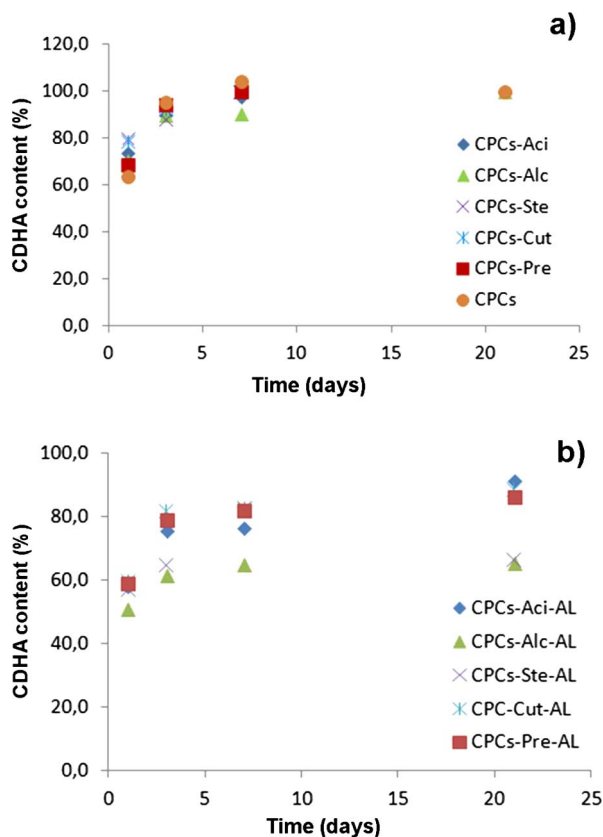 a)
120,0
100,0
80,0
60,0
40,0
20,0
0,0
CDHA content (%)
0 5 10 15 20 25
Time (days)
CPCs-Aci
CPCs-Alc
CPCs-Ste
CPCs-Cut
CPCs-Pre
CPCs
b)
100,0
80,0
60,0
40,0
20,0
0,0
CDHA content (%)
0 5 10 15 20 25
Time (days)
CPCs-Aci-AL
CPCs-Alc-AL
CPCs-Ste-AL
CPC-Cut-AL
CPCs-Pre-AL